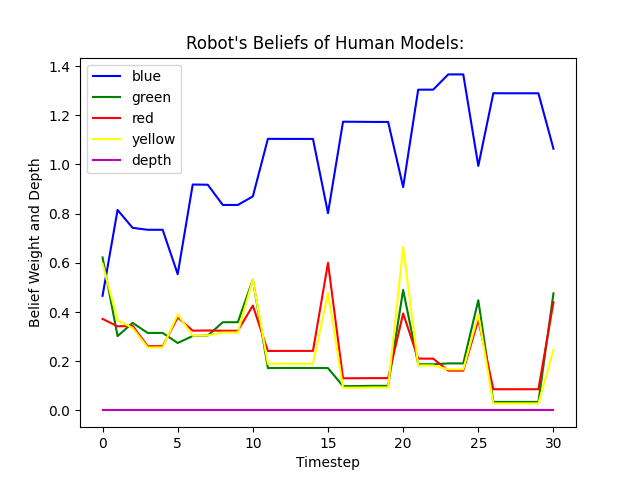 Robot's Beliefs of Human Models:
1.4
1.2
1.0
0.8
0.6
0.4
0.2
0.0
Belief Weight and Depth
blue
green
red
yellow
depth
0 5 10 15 20 25 30
Timestep